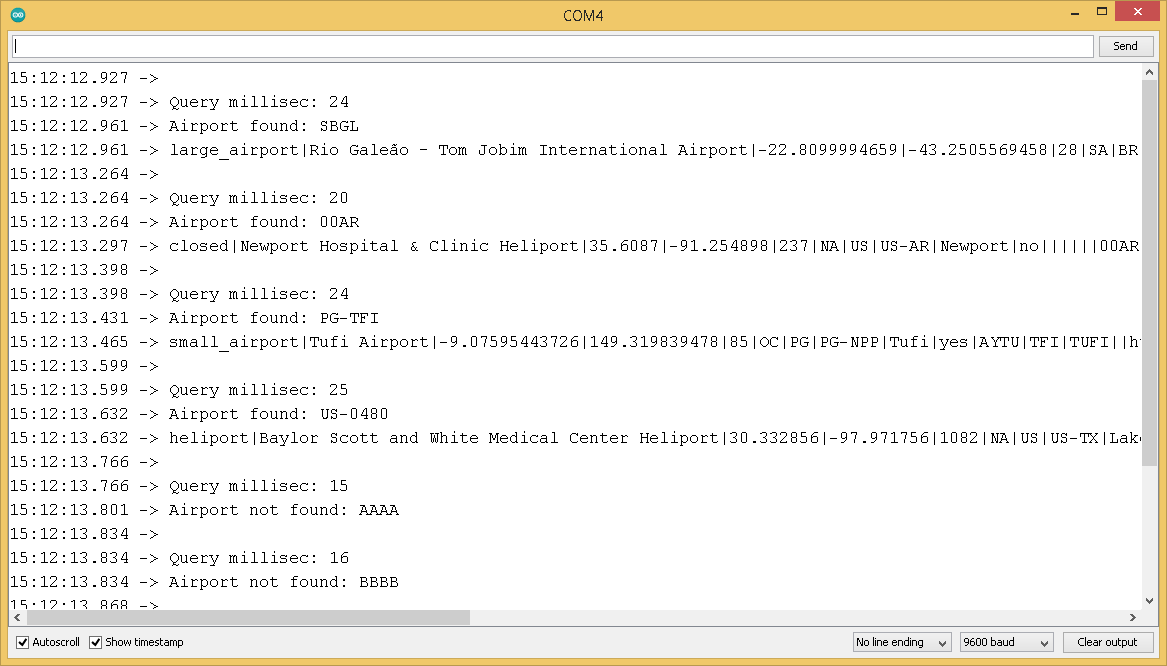 COM4
Send
15:12:12.927 ->
15:12:12.927 -> Query millisec: 24
15:12:12.961 -> Airport found: SBGL
15:12:12.961 -> large_airport|Rio Galeão - Tom Jobim International Airport|-22.8099994659|-43.2505569458|28|SA|BR
15:12:13.264 ->
15:12:13.264 -> Query millisec: 20
15:12:13.264 -> Airport found: 00AR
15:12:13.297 -> closed|Newport Hospital & Clinic Heliport|35.6087|-91.254898|237|NA|US|US-AR|Newport|no||||||00AR
15:12:13.398 ->
15:12:13.398 -> Query millisec: 24
15:12:13.431 -> Airport found: PG-TFI
15:12:13.465 -> small_airport|Tufi Airport|-9.07595443726|149.319839478|85|OC|PG|PG-NPP|Tufi|yes|AYTU|TFI|TUFI||h
15:12:13.599 ->
15:12:13.599 -> Query millisec: 25
15:12:13.632 -> Airport found: US-0480
15:12:13.632 -> heliport|Baylor Scott and White Medical Center Heliport|30.332856|-97.971756|1082|NA|US|US-TX|Lak
15:12:13.766 ->
15:12:13.766 -> Query millisec: 15
15:12:13.801 -> Airport not found: AAAA
15:12:13.834 ->
15:12:13.834 -> Query millisec: 16
15:12:13.834 -> Airport not found: BBBB
15:12:13.868 ->
Autoscroll Show timestamp No line ending 9600 baud Clear output